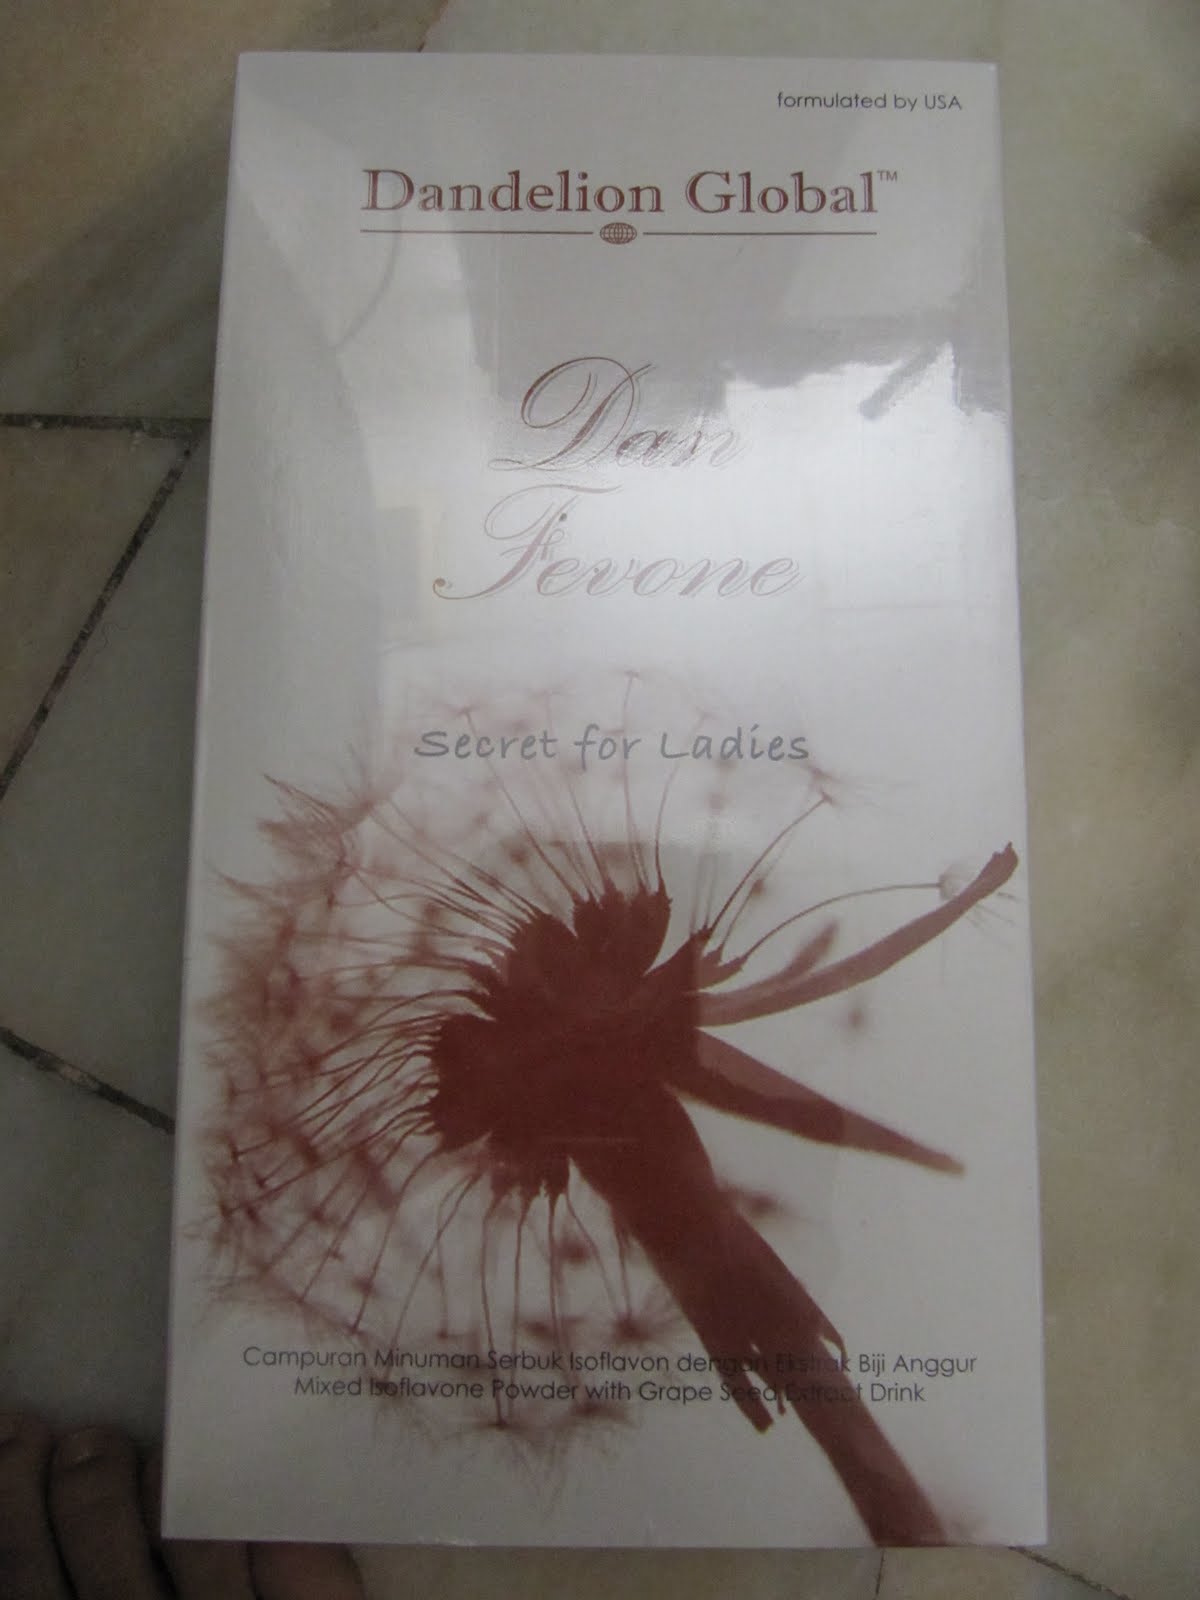 formulated by USA
Dandelion Global™
Dan
Fevone
Secret for Ladies
Campuran Minuman Serbuk Isoflavon dengan Ekstrak Biji Anggur
Mixed Isoflavone Powder with Grape Seed Extract Drink